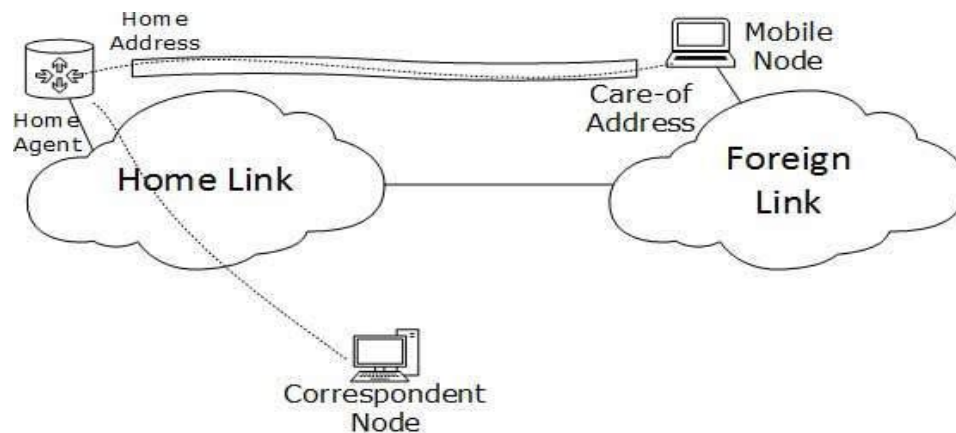 Home
Address
Mobile
Node
Care-of
Address
Home
Agent
Home Link
Foreign
Link
Correspondent
Node